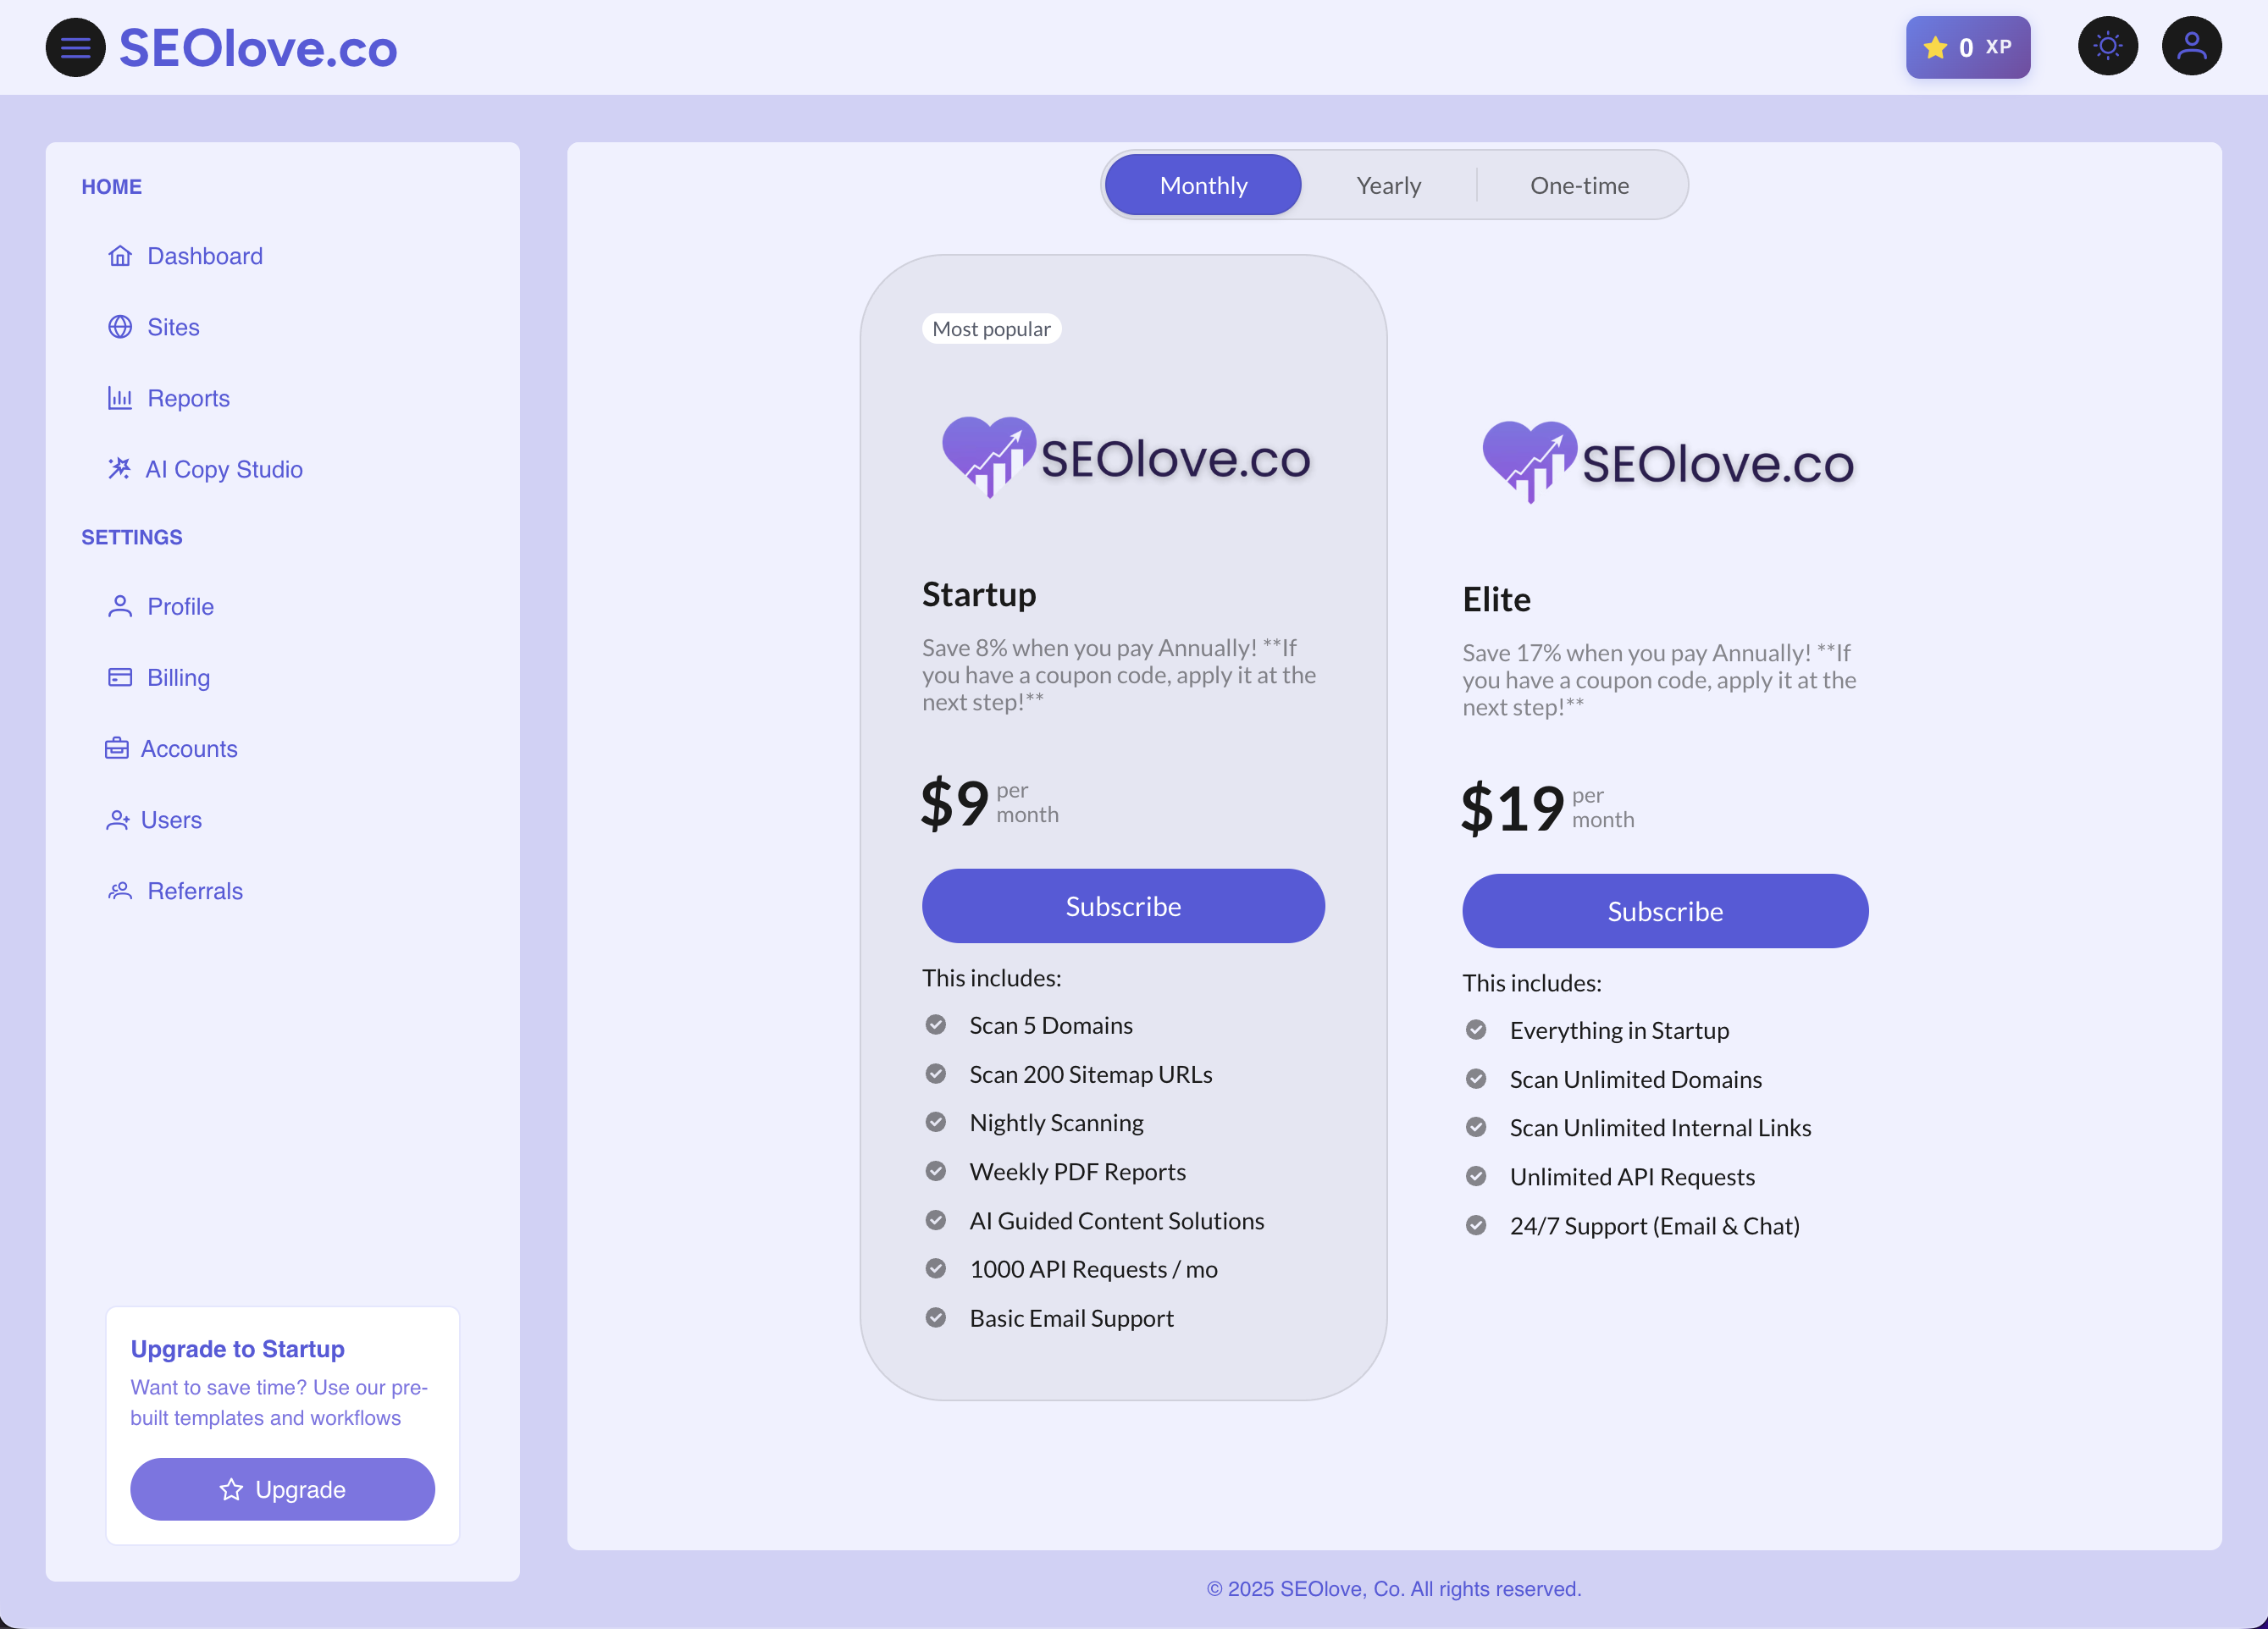 SEOlove.co
0 XP
HOME
Dashboard
Sites
Reports
AI Copy Studio
SETTINGS
Profile
Billing
Accounts
Users
Referrals
Upgrade to Startup
Want to save time? Use our pre-
built templates and workflows
Upgrade
Monthly
Yearly
One-time
Most popular
SEOlove.co
Startup
Save 8% when you pay Annually! **If
you have a coupon code, apply it at the
next step!**
$9 per
month
Subscribe
This includes:
Scan 5 Domains
Scan 200 Sitemap URLs
Nightly Scanning
Weekly PDF Reports
AI Guided Content Solutions
1000 API Requests / mo
Basic Email Support
SEOlove.co
Elite
Save 17% when you pay Annually! **If
you have a coupon code, apply it at the
next step!**
$19 per
month
Subscribe
This includes:
Everything in Startup
Scan Unlimited Domains
Scan Unlimited Internal Links
Unlimited API Requests
24/7 Support (Email & Chat)
© 2025 SEOlove, Co. All rights reserved.